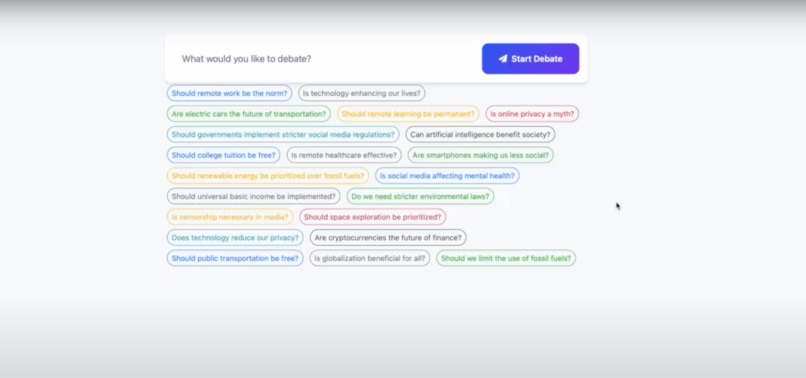 What would you like to debate? Start Debate
Should remote work be the norm? Is technology enhancing our lives?
Are electric cars the future of transportation? Should remote learning be permanent? Is online privacy a myth?
Should governments implement stricter social media regulations? Can artificial intelligence benefit society?
Should college tuition be free? Is remote healthcare effective? Are smartphones making us less social?
Should renewable energy be prioritized over fossil fuels? Is social media affecting mental health?
Should universal basic income be implemented? Do we need stricter environmental laws?
Is censorship necessary in media? Should space exploration be prioritized?
Does technology reduce our privacy? Are cryptocurrencies the future of finance?
Should public transportation be free? Is globalization beneficial for all? Should we limit the use of fossil fuels?